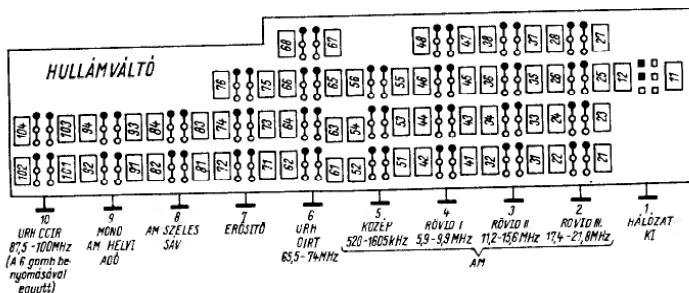 68 67 48 47 38 37 28 27
HULLÁMVÁLTÓ
76 75 66 65 56 55 46 45 36 35 26 25 12 11
104 103 94 93 84 83 74 73 64 63 54 53 44 43 34 33 24 23
102 101 92 91 82 81 72 71 62 61 52 51 42 41 32 31 22 21
10 9 8 7 6 5 4 3 2 1.
URH CCIR MONO AM SZÉLES ERŐSÍTŐ URH KÖZÉP RÖVID I RÖVID II RÖVID III. HÁLÓZAT
87,5-100MHz AM HELYI SÁV OIRT 520-1605kHz 5,9-9,9MHz 11,2-15,6MHz 17,4-21,8MHz KI
(A 6 gomb be- ADÓ 65,5-74MHz
nyomásával AM
együtt)